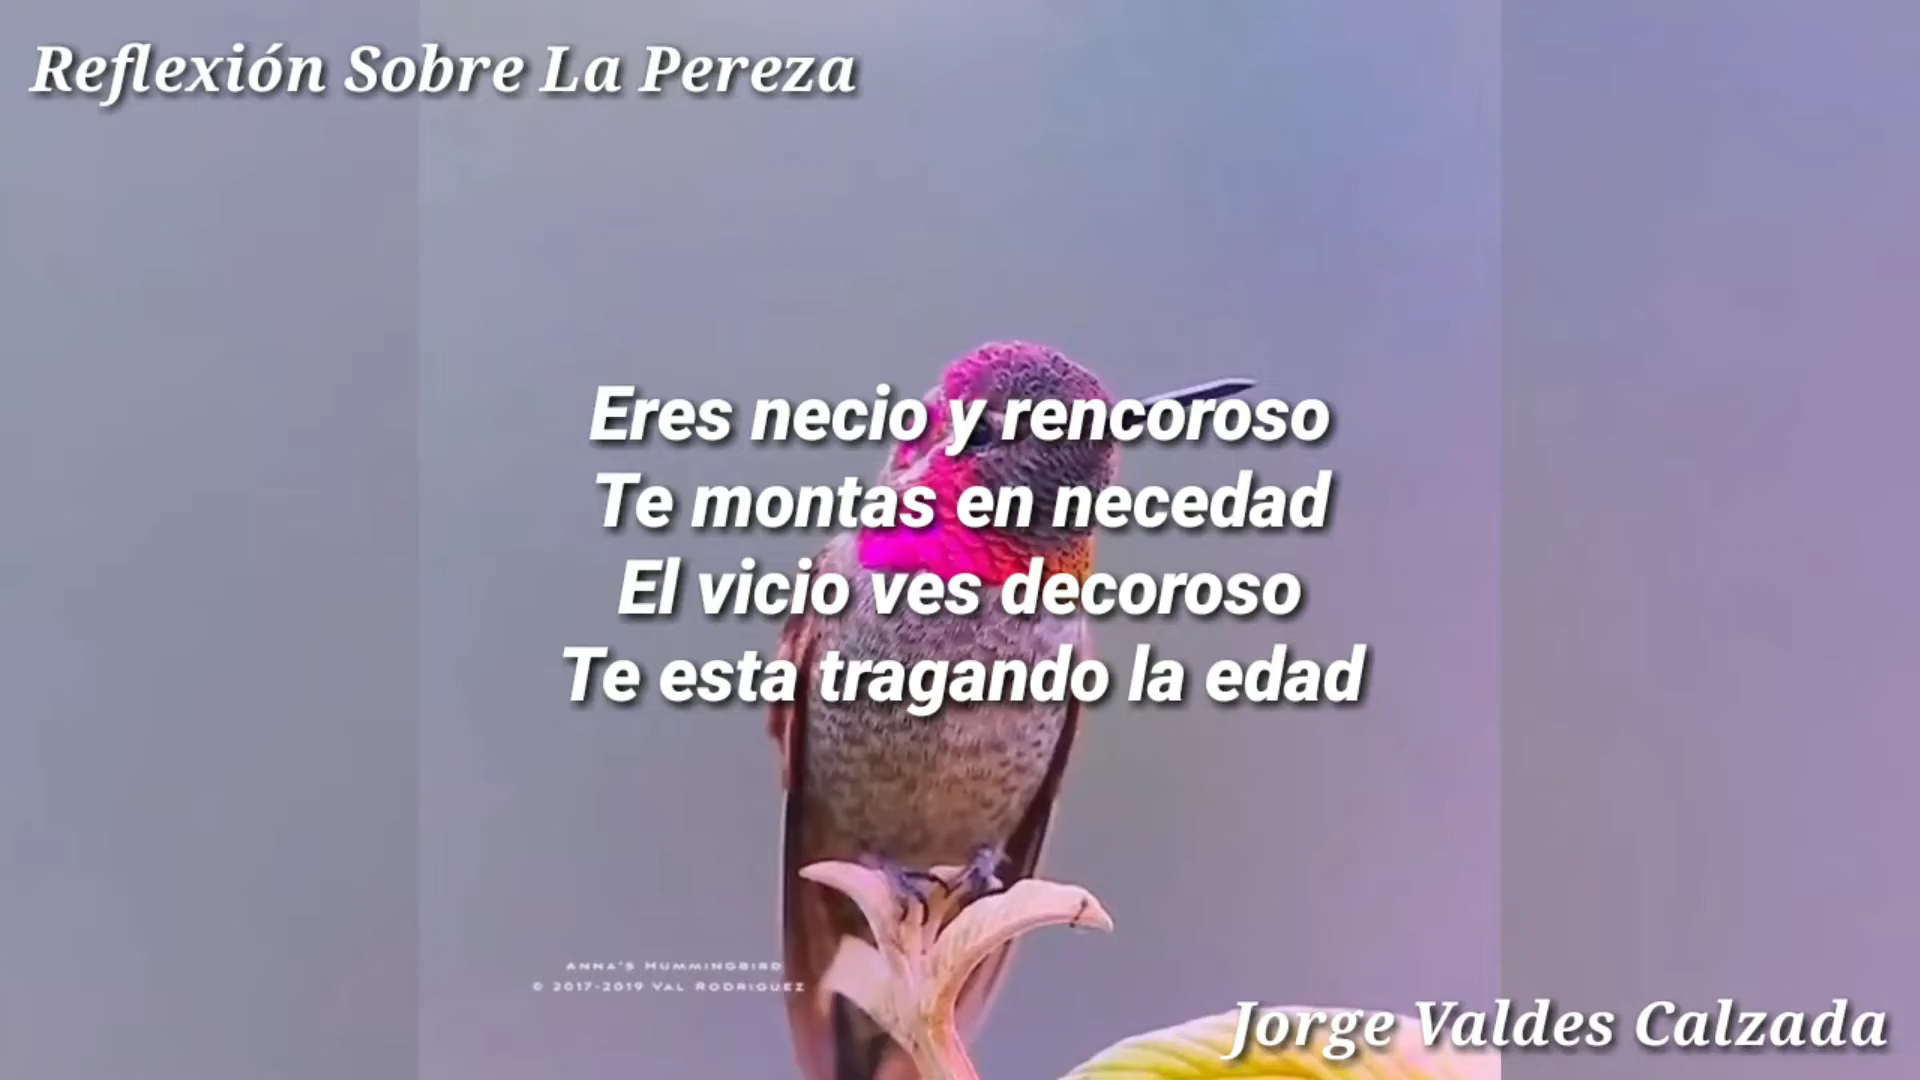 Reflexión Sobre La Pereza
Eres necio y rencoroso
Te montas en necedad
El vicio ves decoroso
Te esta tragando la edad
ANNA'S HUMMINGBIRD
© 2017-2019 VAL RODRIGUEZ
Jorge Valdes Calzada